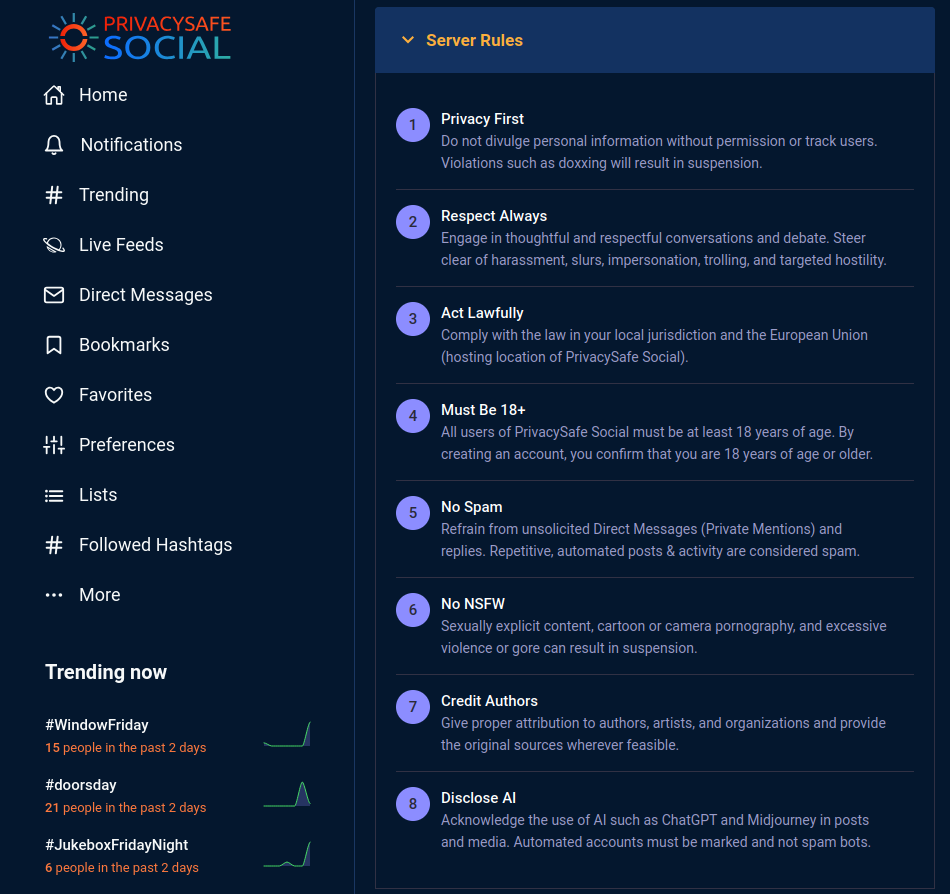 PRIVACYSAFE
SOCIAL
Home
Notifications
Trending
Live Feeds
Direct Messages
Bookmarks
Favorites
Preferences
Lists
Followed Hashtags
More
Trending now
#WindowFriday
15 people in the past 2 days
#doorsday
21 people in the past 2 days
#JukeboxFridayNight
6 people in the past 2 days
Server Rules
1
Privacy First
Do not divulge personal information without permission or track users.
Violations such as doxxing will result in suspension.
2
Respect Always
Engage in thoughtful and respectful conversations and debate. Steer
clear of harassment, slurs, impersonation, trolling, and targeted hostility.
3
Act Lawfully
Comply with the law in your local jurisdiction and the European Union
(hosting location of PrivacySafe Social).
4
Must Be 18+
All users of PrivacySafe Social must be at least 18 years of age. By
creating an account, you confirm that you are 18 years of age or older.
5
No Spam
Refrain from unsolicited Direct Messages (Private Mentions) and
replies. Repetitive, automated posts & activity are considered spam.
6
No NSFW
Sexually explicit content, cartoon or camera pornography, and excessive
violence or gore can result in suspension.
7
Credit Authors
Give proper attribution to authors, artists, and organizations and provide
the original sources wherever feasible.
8
Disclose AI
Acknowledge the use of AI such as ChatGPT and Midjourney in posts
and media. Automated accounts must be marked and not spam bots.